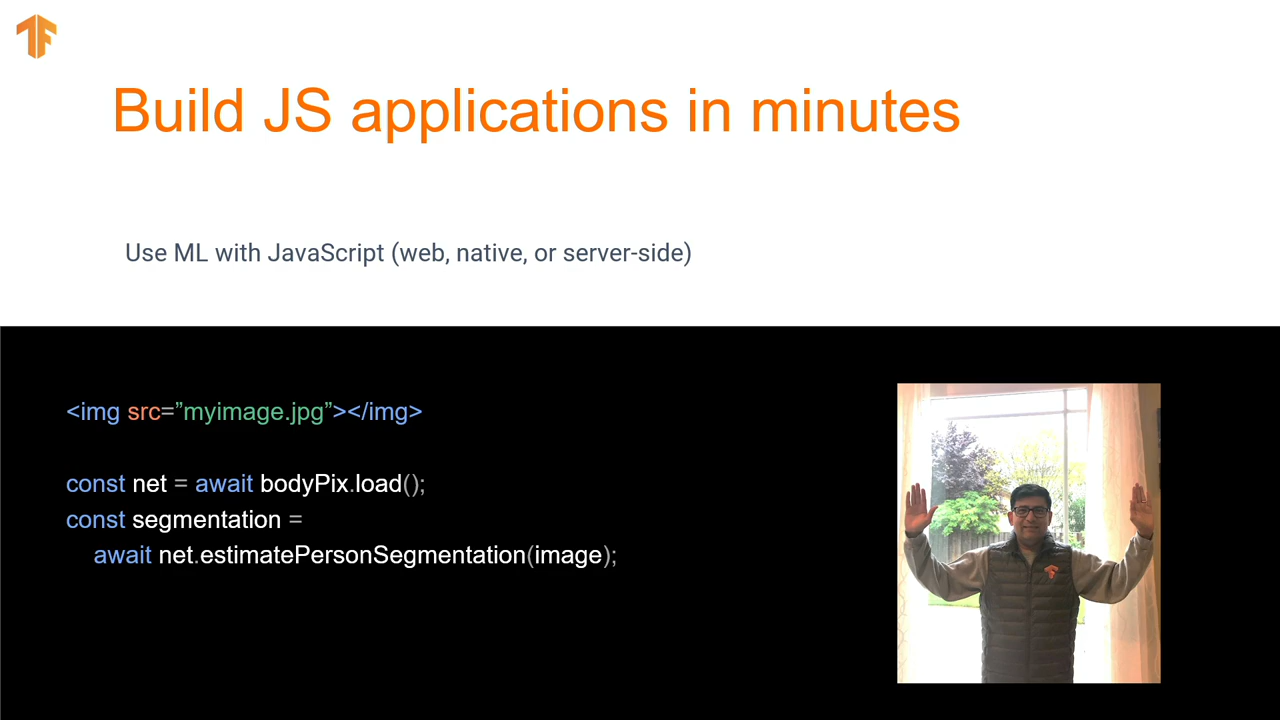 Build JS applications in minutes
Use ML with JavaScript (web, native, or server-side)
<img src=”myimage.jpg”></img>
const net = await bodyPix.load();
const segmentation =
await net.estimatePersonSegmentation(image);